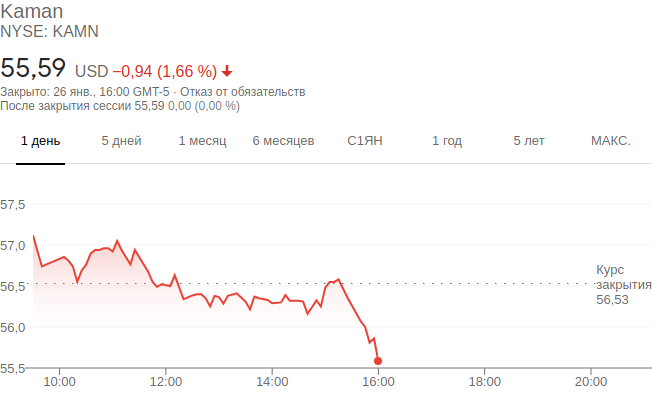 Kaman
NYSE: KAMN
55,59 USD −0,94 (1,66 %)
Закрыто: 26 янв., 16:00 GMT-5 · Отказ от обязательств
После закрытия сессии 55,59 0,00 (0,00 %)
1 день 5 дней 1 месяц 6 месяцев С1ЯН 1 год 5 лет МАКС.
57,5
57,0
56,5
56,0
55,5
Курс
закрытия
56,53
10:00 12:00 14:00 16:00 18:00 20:00